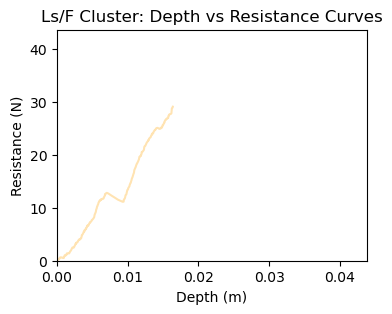 Ls/F Cluster: Depth vs Resistance Curves
40
30
20
10
0
Resistance (N)
0.00 0.01 0.02 0.03 0.04
Depth (m)